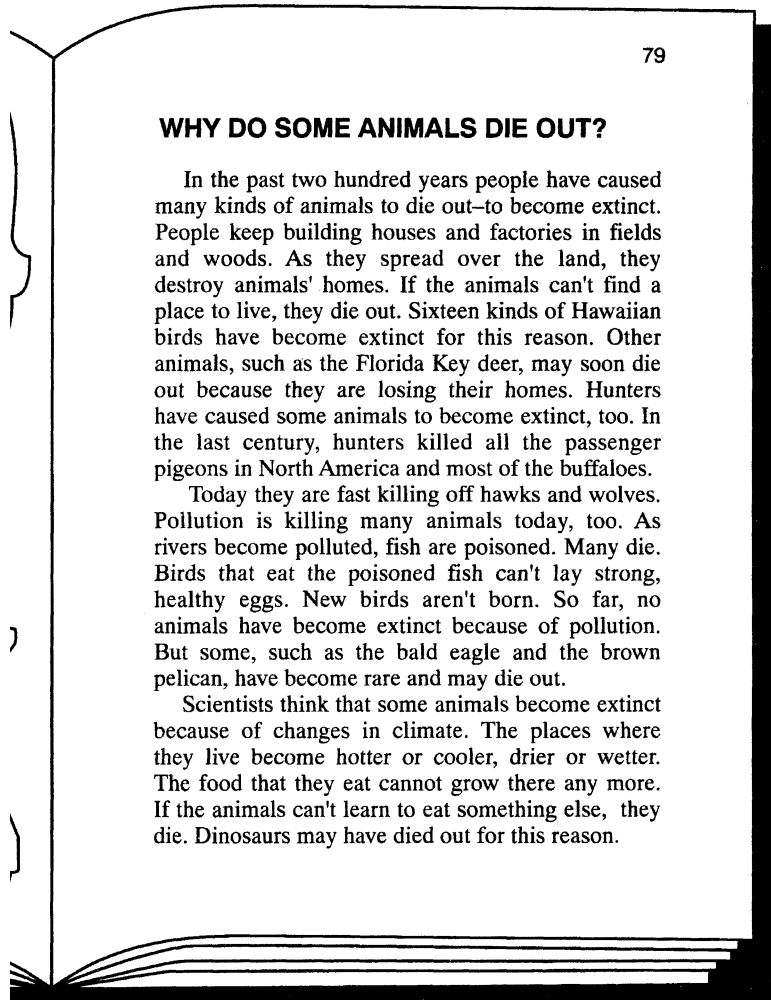 79
WHY DO SOME ANIMALS DIE OUT?
In the past two hundred years people have caused
many kinds of animals to die out–to become extinct.
People keep building houses and factories in fields
and woods. As they spread over the land, they
destroy animals' homes. If the animals can't find a
place to live, they die out. Sixteen kinds of Hawaiian
birds have become extinct for this reason. Other
animals, such as the Florida Key deer, may soon die
out because they are losing their homes. Hunters
have caused some animals to become extinct, too. In
the last century, hunters killed all the passenger
pigeons in North America and most of the buffaloes.
Today they are fast killing off hawks and wolves.
Pollution is killing many animals today, too. As
rivers become polluted, fish are poisoned. Many die.
Birds that eat the poisoned fish can't lay strong,
healthy eggs. New birds aren't born. So far, no
animals have become extinct because of pollution.
But some, such as the bald eagle and the brown
pelican, have become rare and may die out.
Scientists think that some animals become extinct
because of changes in climate. The places where
they live become hotter or cooler, drier or wetter.
The food that they eat cannot grow there any more.
If the animals can't learn to eat something else, they
die. Dinosaurs may have died out for this reason.